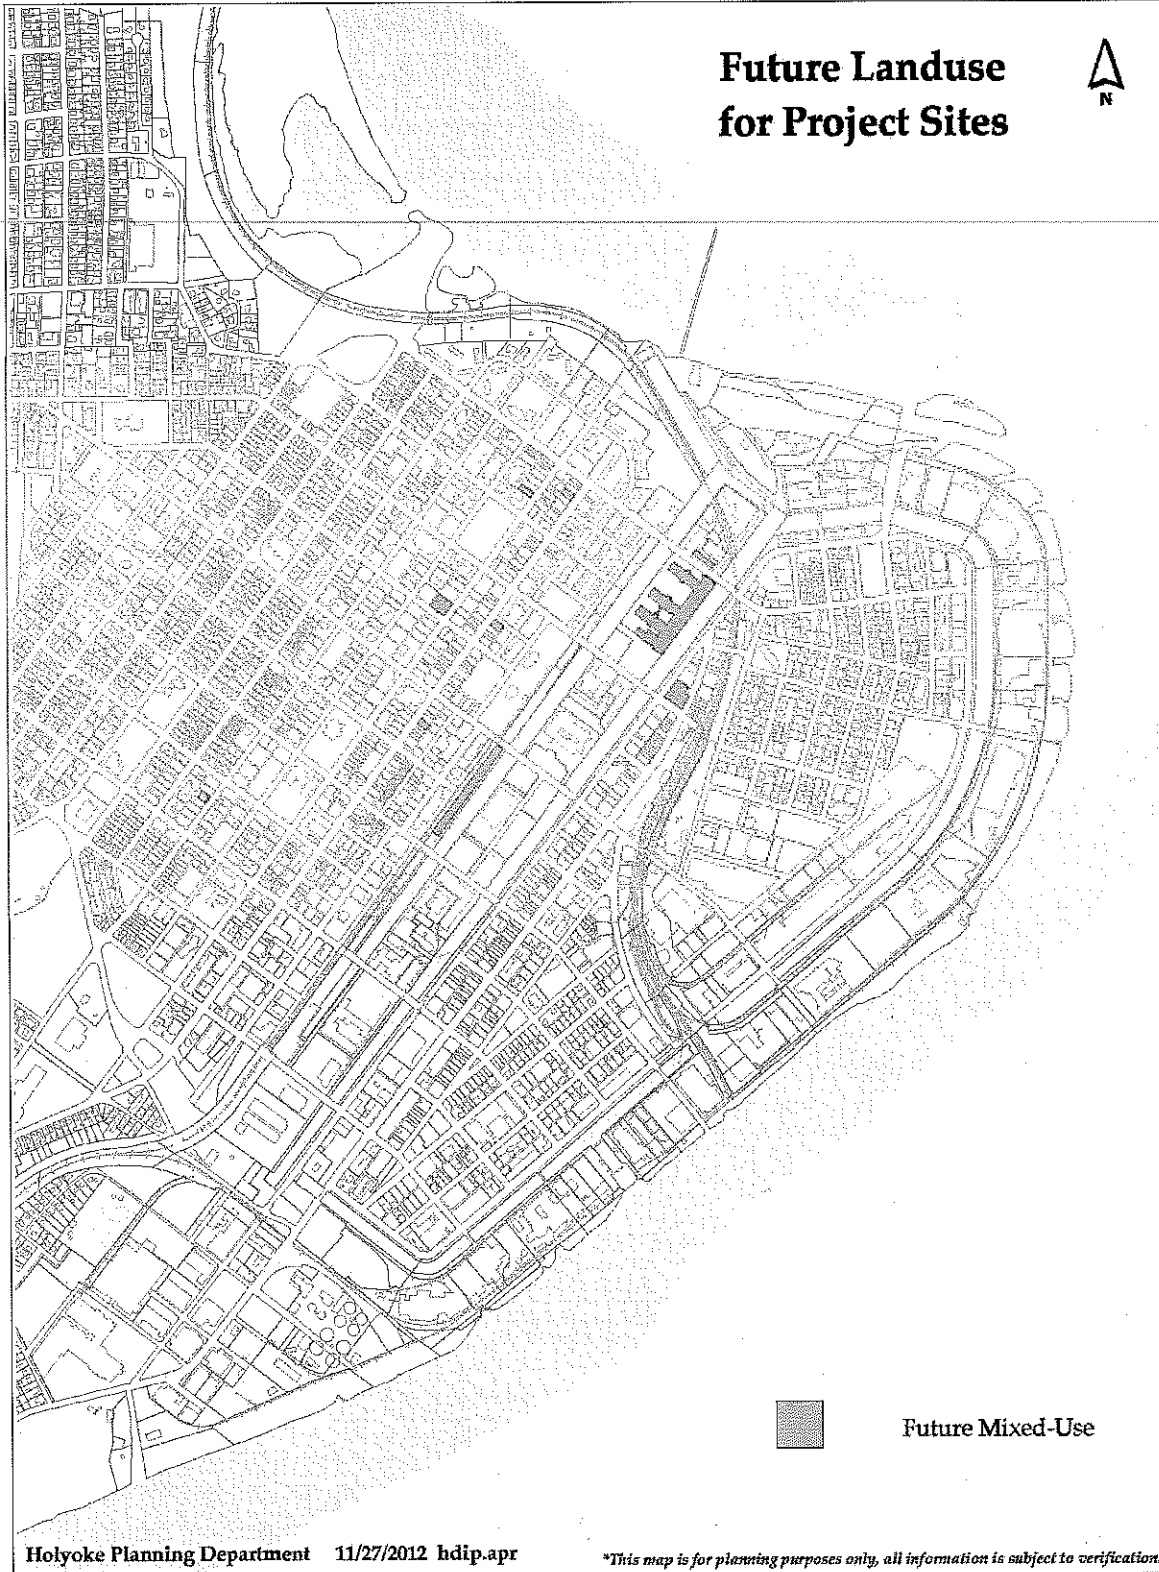 Future Landuse
for Project Sites
N
Future Mixed-Use
Holyoke Planning Department 11/27/2012 hdip.apr
*This map is for planning purposes only, all information is subject to verification.